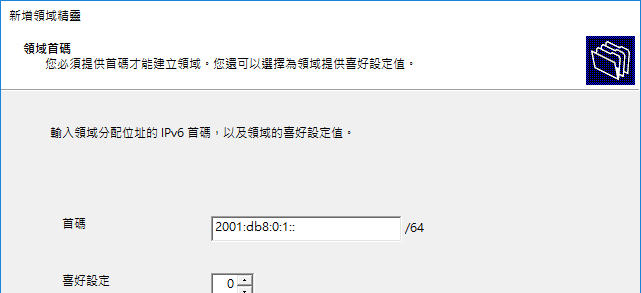 新增領域精靈
領域首碼
您必須提供首碼才能建立領域。您還可以選擇為領域提供喜好設定值。
輸入領域分配位址的 IPv6 首碼，以及領域的喜好設定值。
首碼 2001:db8:0:1:: /64
喜好設定 0